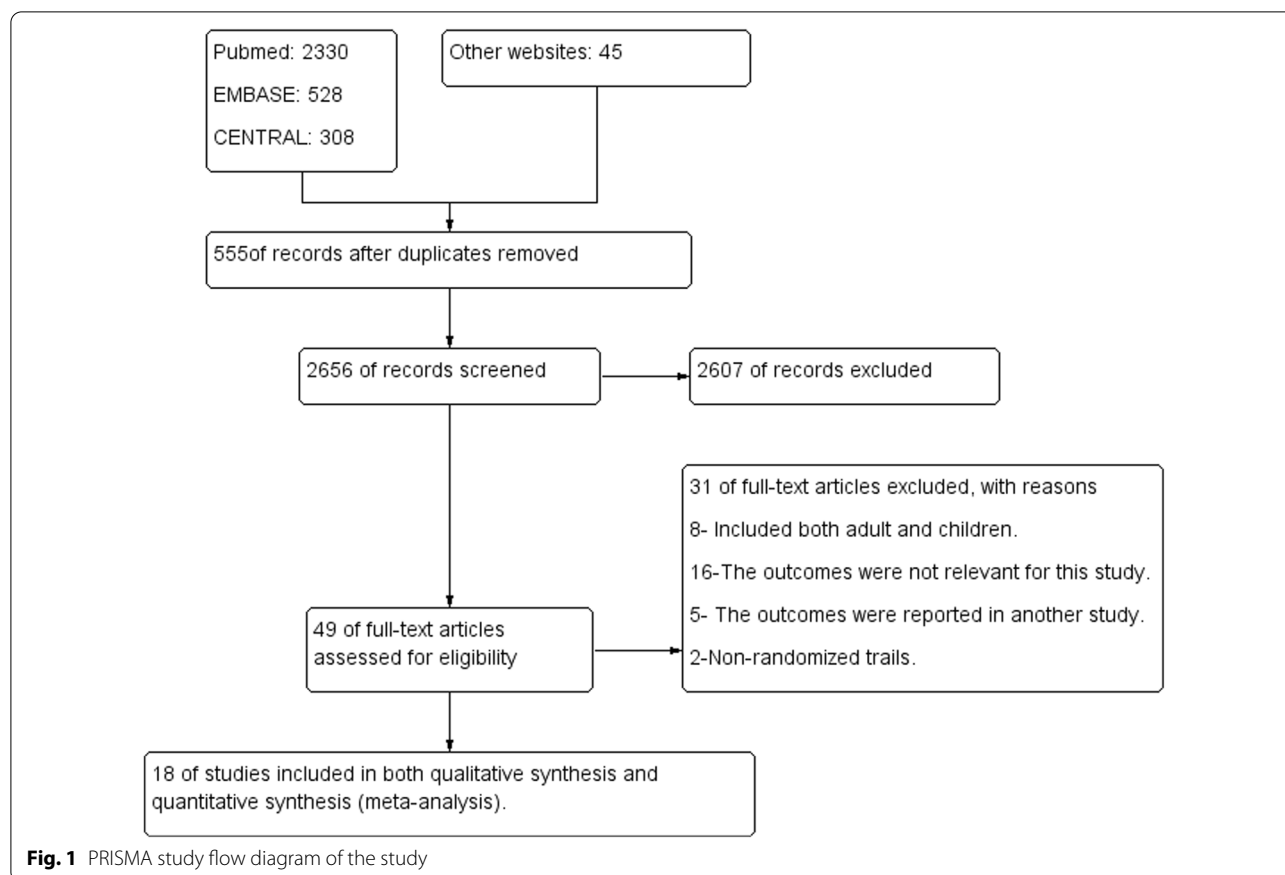 Pubmed: 2330
EMBASE: 528
CENTRAL: 308
Other websites: 45
555of records after duplicates removed
2656 of records screened
2607 of records excluded
31 of full-text articles excluded, with reasons
8- Included both adult and children.
16-The outcomes were not relevant for this study.
5- The outcomes were reported in another study.
2-Non-randomized trails.
49 of full-text articles
assessed for eligibility
18 of studies included in both qualitative synthesis and
quantitative synthesis (meta-analysis).
Fig. 1 PRISMA study flow diagram of the study